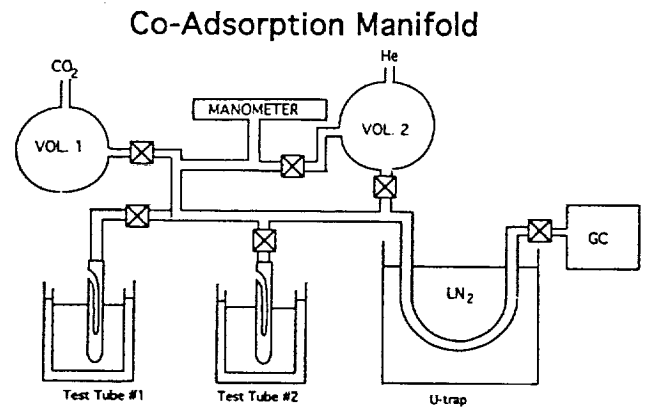 Co-Adsorption Manifold
He
CO2
MANOMETER
VOL. 1
VOL. 2
GC
LN2
Test Tube #1
Test Tube #2
U-trap